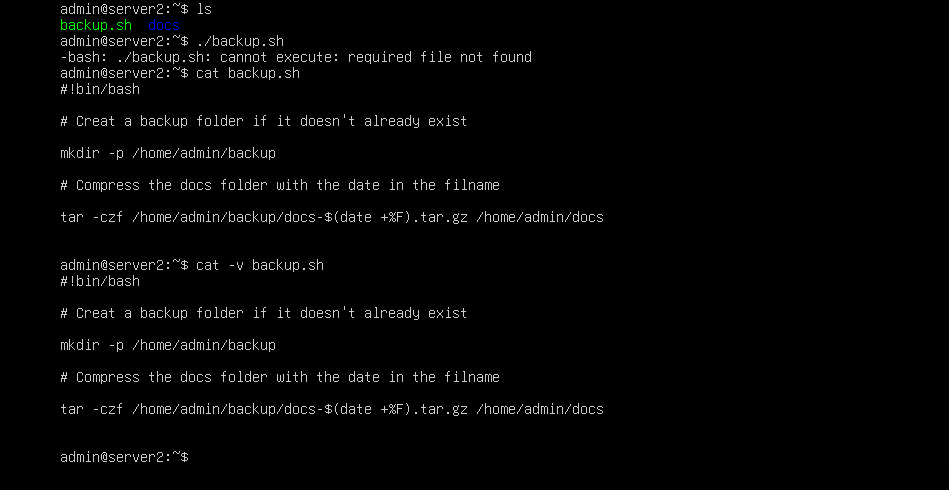 admin@server2:~$ ls
backup.sh  docs
admin@server2:~$ ./backup.sh
-bash: ./backup.sh: cannot execute: required file not found
admin@server2:~$ cat backup.sh
#!bin/bash
# Creat a backup folder if it doesn't already exist
mkdir -p /home/admin/backup
# Compress the docs folder with the date in the filname
tar -czf /home/admin/backup/docs-$(date +%F).tar.gz /home/admin/docs
admin@server2:~$ cat -v backup.sh
#!bin/bash
# Creat a backup folder if it doesn't already exist
mkdir -p /home/admin/backup
# Compress the docs folder with the date in the filname
tar -czf /home/admin/backup/docs-$(date +%F).tar.gz /home/admin/docs
admin@server2:~$